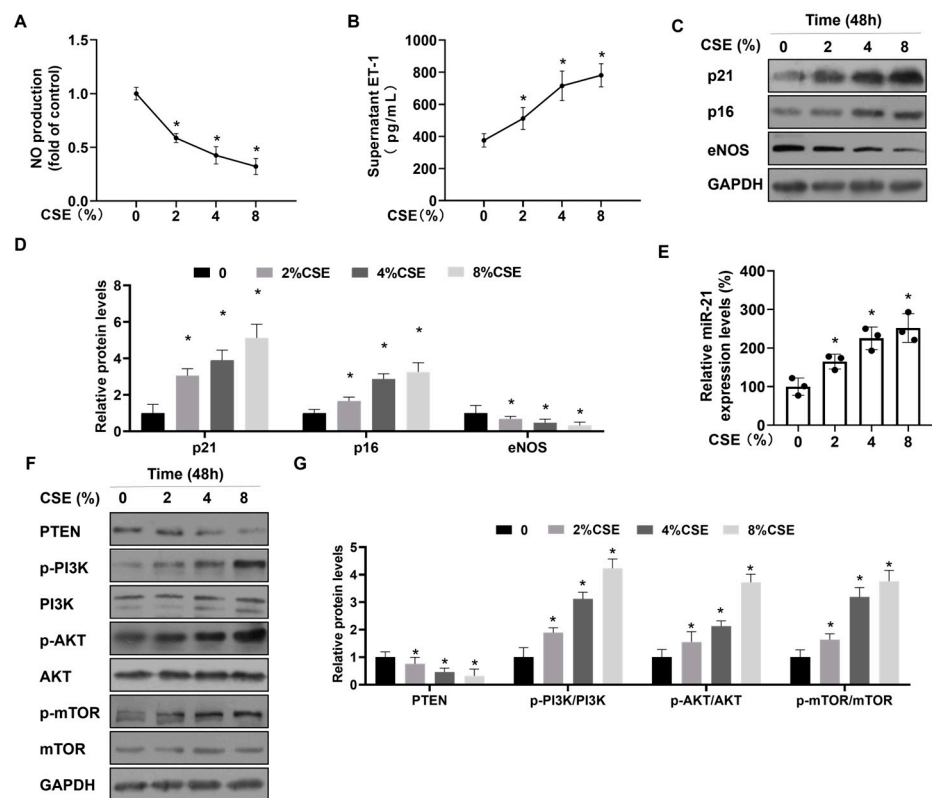 A
NO production
(fold of control)
1.5
1.0
0.5
0.0
*
*
*
0 2 4 8
CSE (%)
B
Supernatant ET-1
( pg/mL)
1000
800
600
400
200
0
*
*
*
0 2 4 8
CSE (%)
C
Time (48h)
CSE (%) 0 2 4 8
p21
p16
eNOS
GAPDH
D
0 2%CSE 4%CSE 8%CSE
Relative protein levels
8
6
4
2
0
* * *
* * *
* * *
p21 p16 eNOS
E
Relative miR-21
expression levels (%)
400
300
200
100
0
*
*
*
0 2 4 8
CSE (%)
F
Time (48h)
CSE (%) 0 2 4 8
PTEN
p-PI3K
PI3K
p-AKT
AKT
p-mTOR
mTOR
GAPDH
G
0 2%CSE 4%CSE 8%CSE
Relative protein levels
5
4
3
2
1
0
* * *
* * *
* * *
* * *
PTEN p-PI3K/PI3K p-AKT/AKT p-mTOR/mTOR